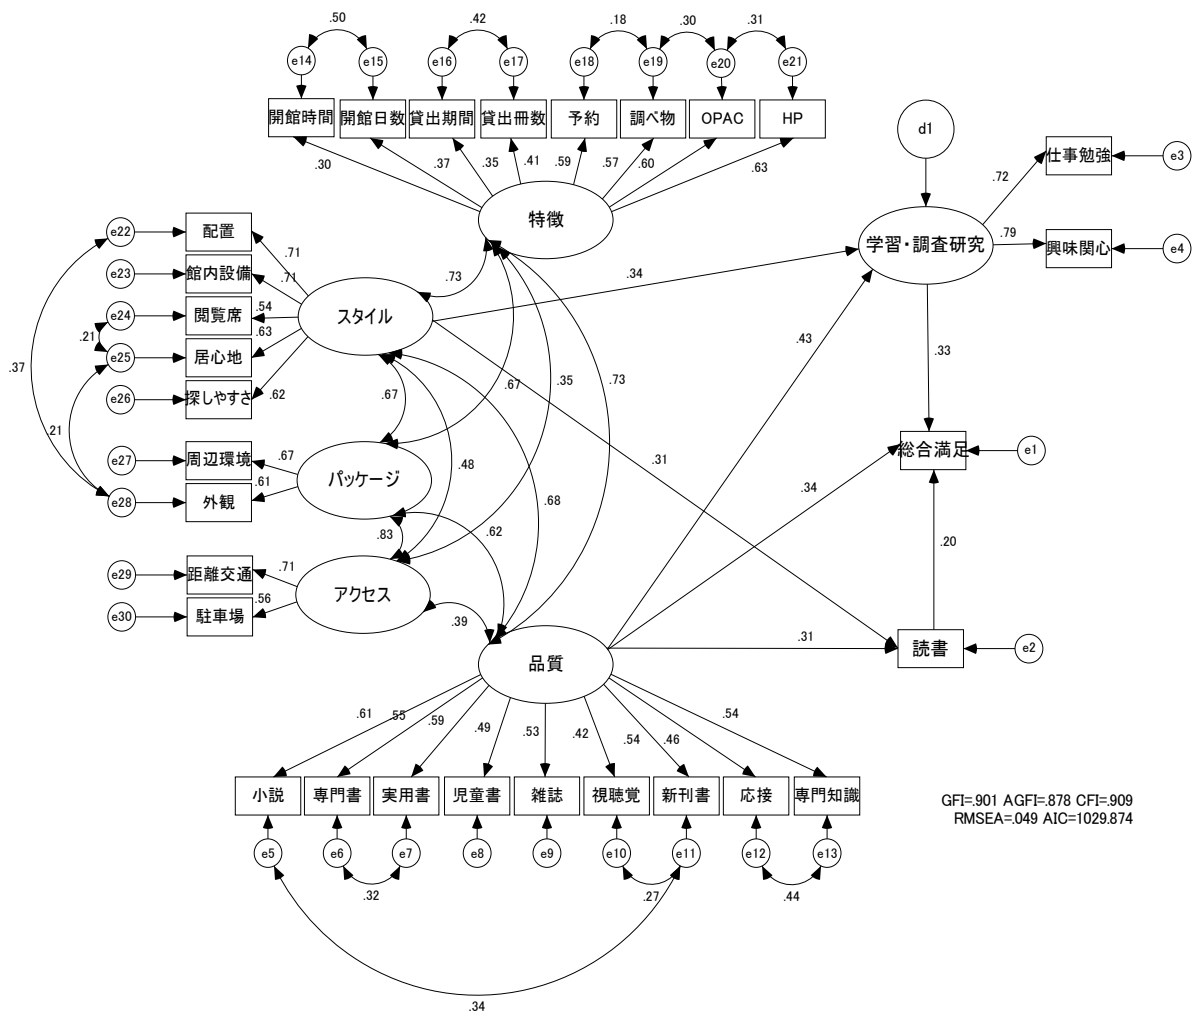 .50
.42
.18
.30
.31
e14
e15
e16
e17
e18
e19
e20
e21
開館時間
開館日数
貸出期間
貸出冊数
予約
調べ物
OPAC
HP
.30
.37
.35
.41
.59
.57
.60
.63
特徴
d1
仕事勉強
e3
.72
学習・調査研究
.79
興味関心
e4
e22
配置
.71
e23
館内設備
.71
e24
閲覧席
.54
.21
e25
居心地
.63
e26
探しやすさ
.62
.37
.21
スタイル
.73
.34
.43
.33
e27
周辺環境
.67
e28
外観
.61
パッケージ
.67
.67
.35
.73
.48
.68
.31
.34
総合満足
e1
.83
.62
e29
距離交通
.71
e30
駐車場
.56
アクセス
.39
.20
品質
.31
読書
e2
.61
.55
.59
.49
.53
.42
.54
.46
.54
小説
専門書
実用書
児童書
雑誌
視聴覚
新刊書
応接
専門知識
e5
e6
e7
e8
e9
e10
e11
e12
e13
.32
.27
.44
.34
GFI=.901 AGFI=.878 CFI=.909
RMSEA=.049 AIC=1029.874